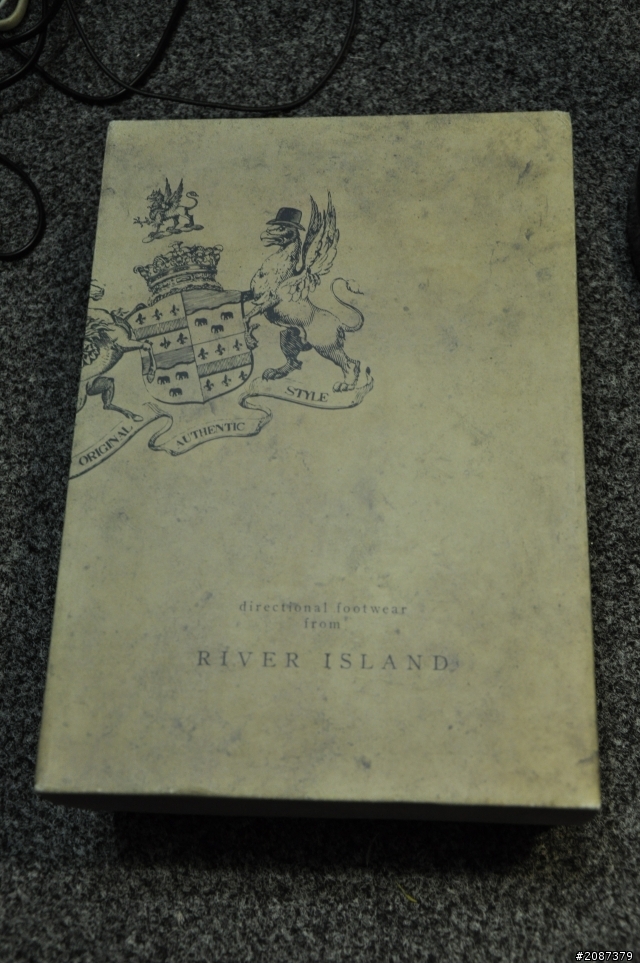 ORIGINAL AUTHENTIC STYLE
directional footwear
from
RIVER ISLAND
#2087379